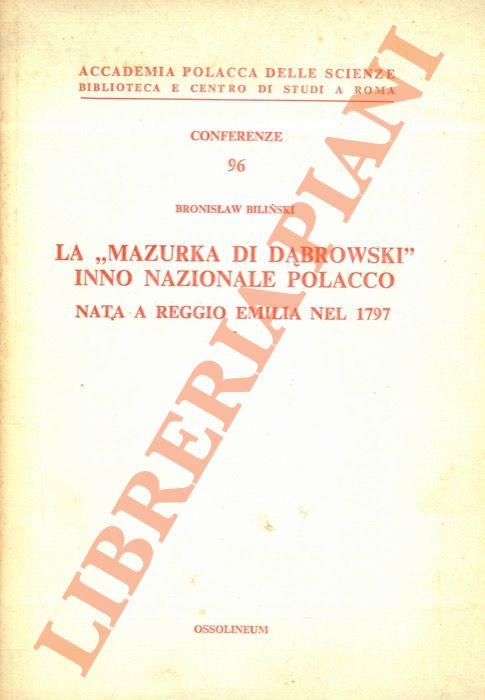 ACCADEMIA POLACCA DELLE SCIENZE
BIBLIOTECA E CENTRO DI STUDI A ROMA
CONFERENZE
96
BRONISŁAW BILIŃSKI
LA „MAZURKA DI DĄBROWSKI”
INNO NAZIONALE POLACCO
NATA A REGGIO EMILIA NEL 1797
OSSOLINEUM
LIBRERIA PIANI